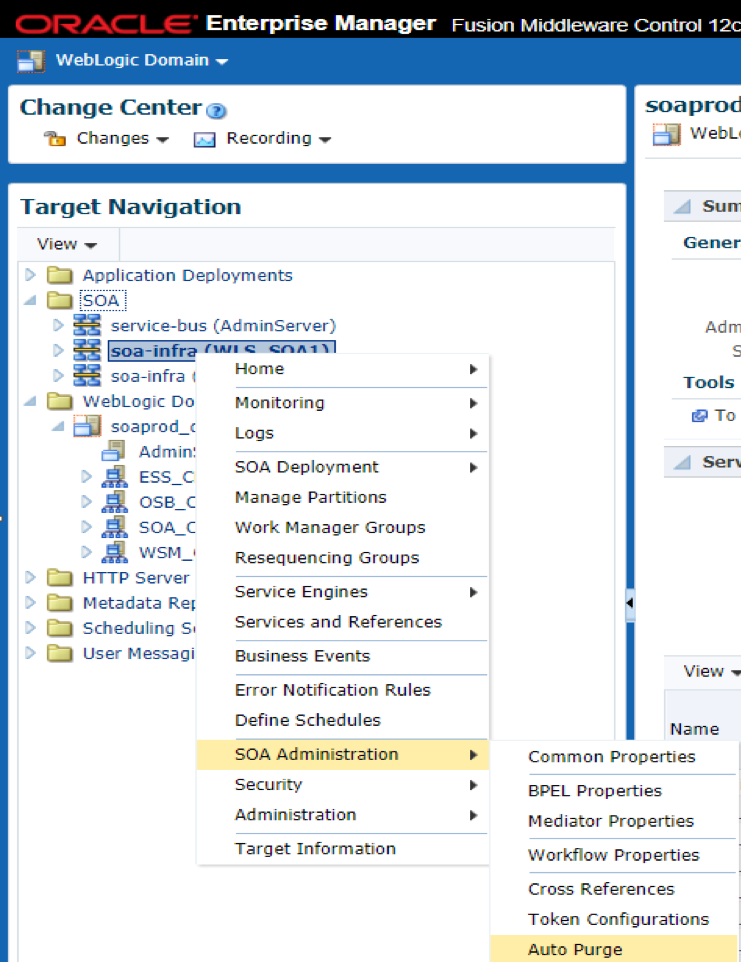 ORACLE Enterprise Manager Fusion Middleware Control 12c
WebLogic Domain
Change Center
Changes
Recording
Target Navigation
View
Application Deployments
SOA
service-bus (AdminServer)
soa-infra (WLS_SOA1)
soa-infra (
WebLogic Do
soaprod_
Admin
ESS_C
OSB_C
SOA_C
WSM_
HTTP Server
Metadata Rep
Scheduling S
User Messagi
Home
Monitoring
Logs
SOA Deployment
Manage Partitions
Work Manager Groups
Resequencing Groups
Service Engines
Services and References
Business Events
Error Notification Rules
Define Schedules
SOA Administration
Security
Administration
Target Information
Common Properties
BPEL Properties
Mediator Properties
Workflow Properties
Cross References
Token Configurations
Auto Purge
soaprod
WebL
Sum
Gener
Adm
S
Tools
To
Serv
View
Name